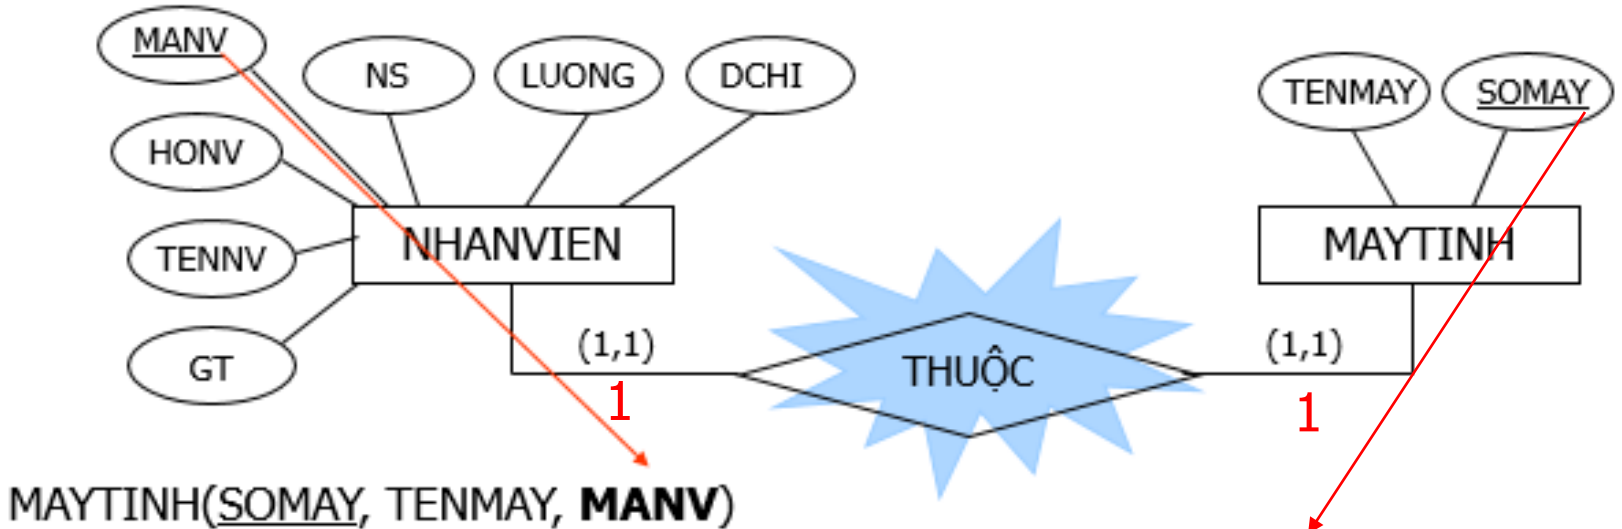 MANV
NS
LUONG
DCHI
TENMAY
SOMAY
HONV
NHANVIEN
MAYTINH
TENNV
(1,1)
(1,1)
GT
THUỘC
1
1
MAYTINH(SOMAY, TENMAY, MANV)